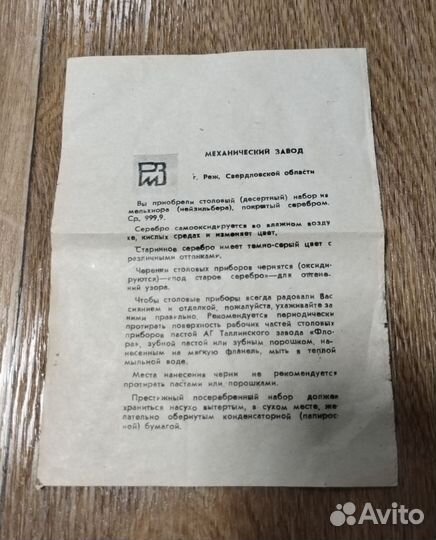 МЕХАНИЧЕСКИЙ ЗАВОД
РМЗ
г. Реж, Свердловской области
Вы приобрели столовый (десертный) набор из
мельхиора (нейзильбера), покрытый серебром.
Ср. 999,9.
Серебро самооксидируется во влажном возду-
хе, кислых средах и изменяет цвет.
Старинное серебро имеет темно-серый цвет с
различными оттенками.
Черенки столовых приборов чернятся (оксиди-
руются)—«под старое серебро»—для оттене-
ний узора.
Чтобы столовые приборы всегда радовали Вас
сиянием и отделкой, пожалуйста, ухаживайте за
ними правильно. Рекомендуется периодически
протирать поверхность рабочих частей столовых
приборов пастой АГ Таллинского завода «Фло-
ра», зубной пастой или зубным порошком, на-
несенным на мягкую фланель, мыть в теплой
мыльной воде.
Места нанесения черни не рекомендуется
протирать пастами или порошками.
Престижный посеребренный набор должен
храниться насухо вытертым, в сухом месте, же-
лательно обернутым конденсаторной (папирос-
ной) бумагой.
Avito